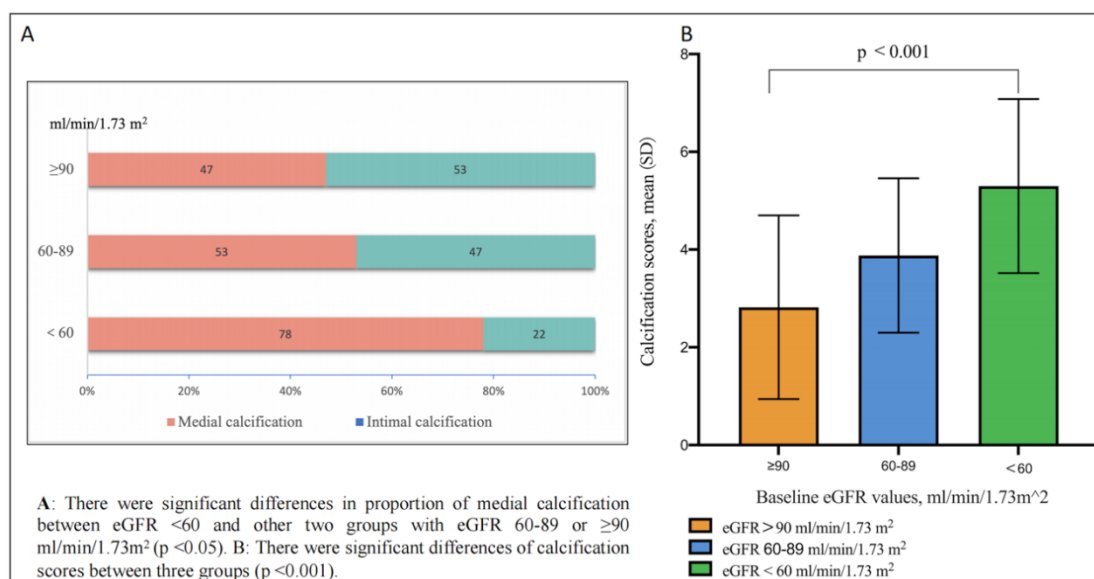 A
ml/min/1.73 m²
≥90
47
53
60-89
53
47
< 60
78
22
0%
20%
40%
60%
80%
100%
Medial calcification
Intimal calcification
A: There were significant differences in proportion of medial calcification
between eGFR <60 and other two groups with eGFR 60-89 or ≥90
ml/min/1.73m² (p <0.05). B: There were significant differences of calcification
scores between three groups (p <0.001).
B
p < 0.001
Calcification scores, mean (SD)
8
6
4
2
0
≥90
60-89
<60
Baseline eGFR values, ml/min/1.73m^2
eGFR>90 ml/min/1.73 m²
eGFR 60-89 ml/min/1.73 m²
eGFR < 60 ml/min/1.73 m²